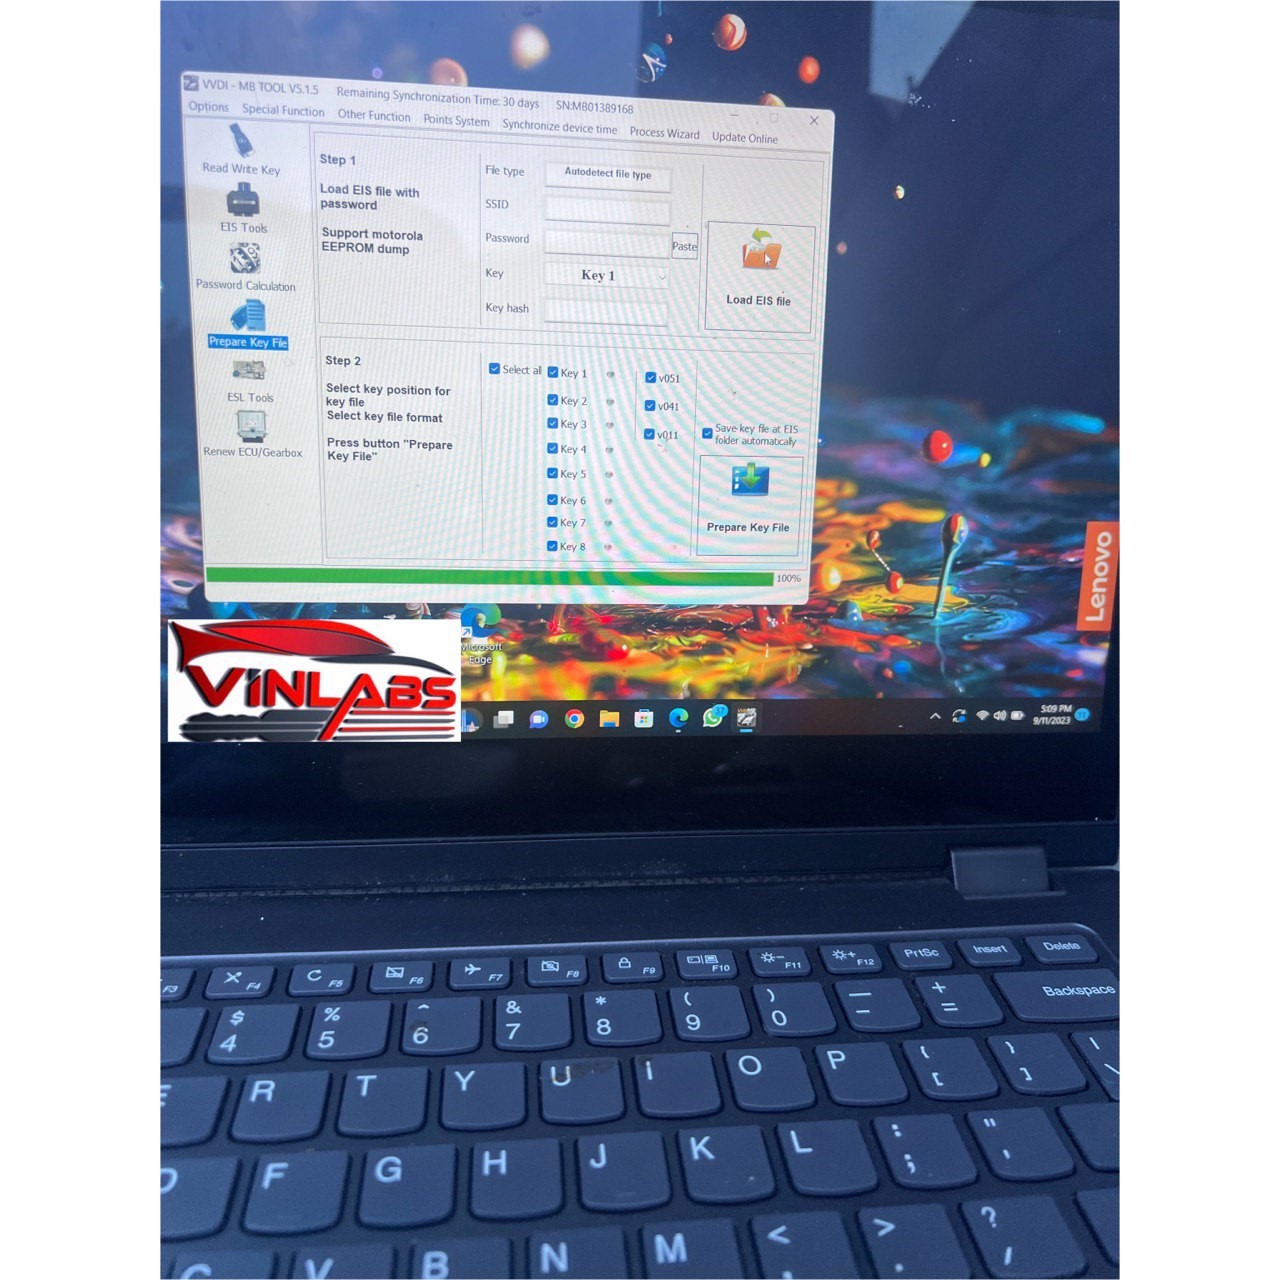 VVDI - MB TOOL V5.1.5 Remaining Synchronization Time: 30 days SN:MB01389168
Options Special Function Other Function Points System Synchronize device time Process Wizard Update Online
Read Write Key
EIS Tools
Password Calculation
Prepare Key File
ESL Tools
Renew ECU/Gearbox
Step 1
Load EIS file with
password
Support motorola
EEPROM dump
File type Autodetect file type
SSID
Password Paste
Key Key 1
Key hash
Load EIS file
Step 2
Select key position for
key file
Select key file format
Press button "Prepare
Key File"
Select all
Key 1
Key 2
Key 3
Key 4
Key 5
Key 6
Key 7
Key 8
v051
v041
v011
Save key file at EIS
folder automatically
Prepare Key File
100%
Lenovo
Microsoft
Edge
VINLABS
37
5:09 PM
9/11/2023
11
F3 F4 F5 F6 F7 F8 F9 F10 F11 F12 PrtSc Insert Delete
$ % ^ & * ( ) — +
4 5 6 7 8 9 0 - = Backspace
E R T Y U I O P { [ } ] | \
D F G H J K L : ; " '
C V B N M < , > . ? /